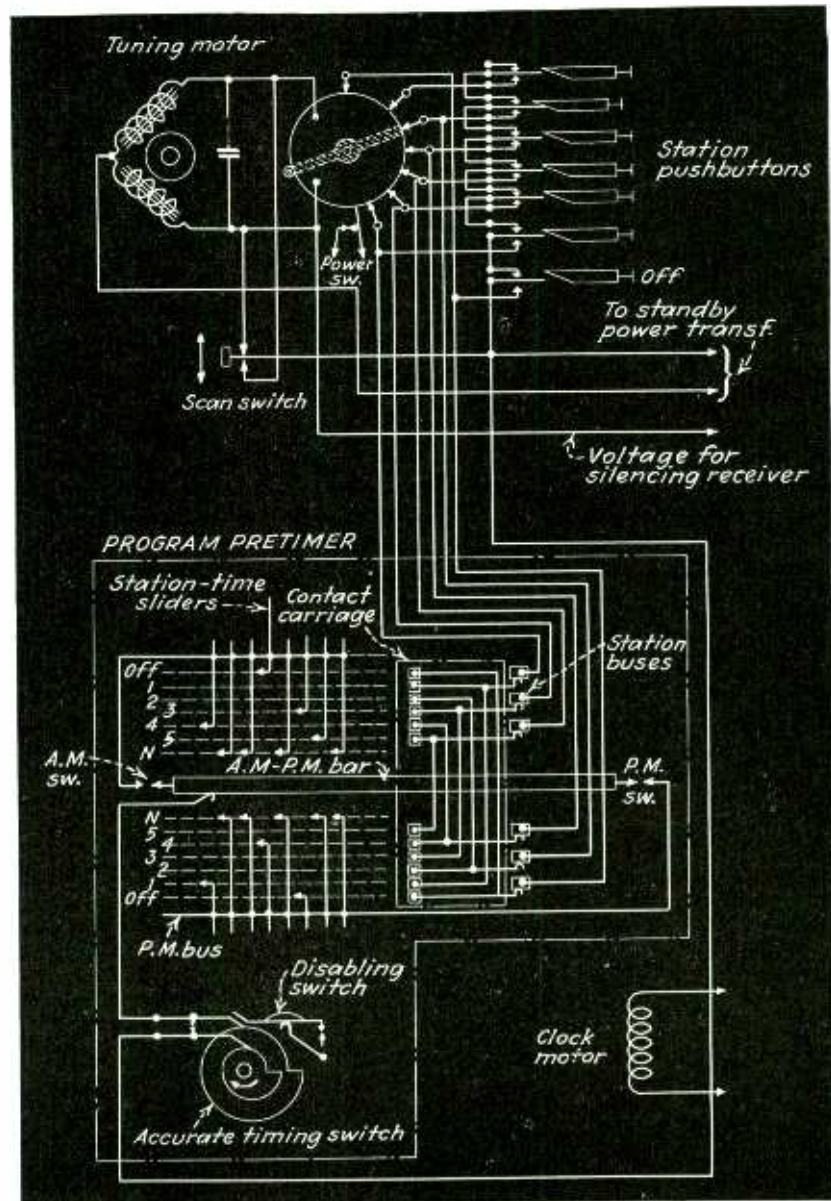 Tuning motor
Station
pushbuttons
Power
sw.
Off
To standby
power transf.
Scan switch
Voltage for
silencing receiver
PROGRAM PRETIMER
Station-time
sliders
Contact
carriage
Station
buses
Off
1
2
3
4
5
N
A.M.
sw.
A.M-P.M. bar
P.M.
sw.
N
5
4
3
2
1
Off
P.M. bus
Disabling
switch
Clock
motor
Accurate timing switch